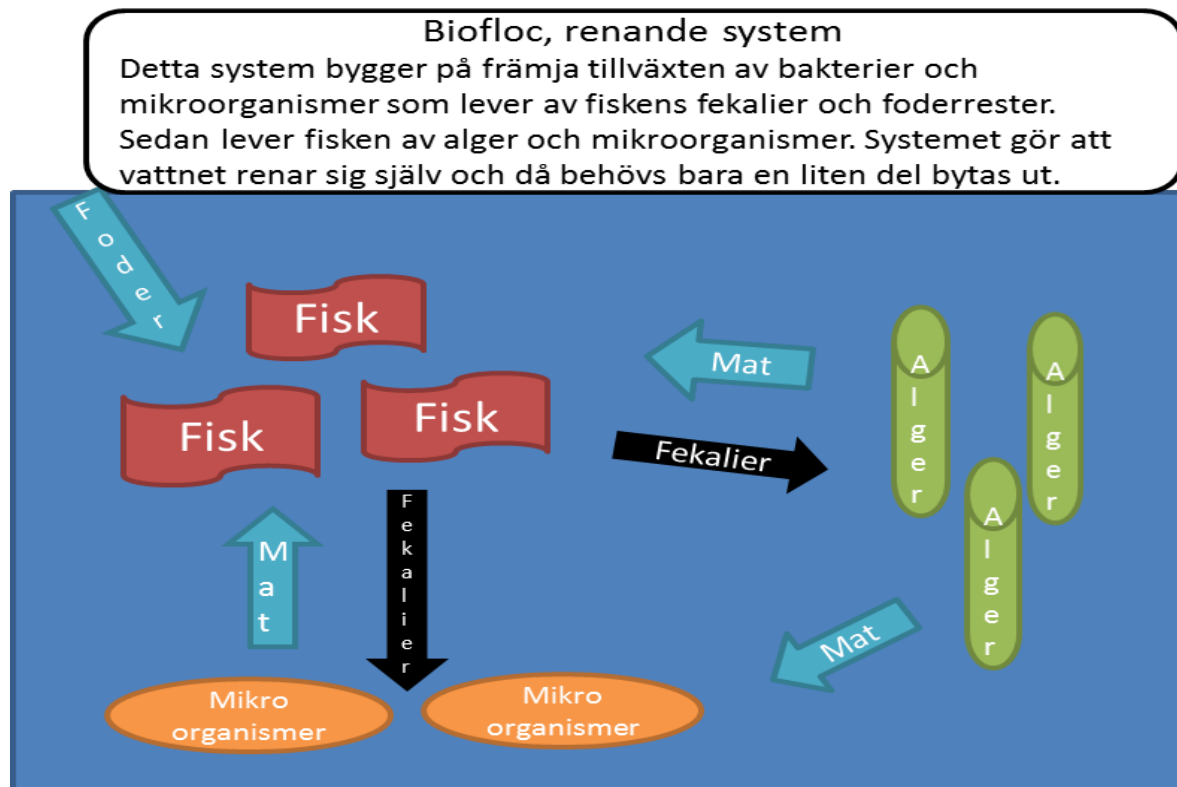 Biofloc, renande system
Detta system bygger på främja tillväxten av bakterier och
mikroorganismer som lever av fiskens fekalier och foderrester.
Sedan lever fisken av alger och mikroorganismer. Systemet gör att
vattnet renar sig själv och då behövs bara en liten del bytas ut.
Foder
Fisk
Fisk
Fisk
Mat
Fekalier
Alger
Alger
Alger
Mat
Fekalier
Mat
Mikro
organismer
Mikro
organismer